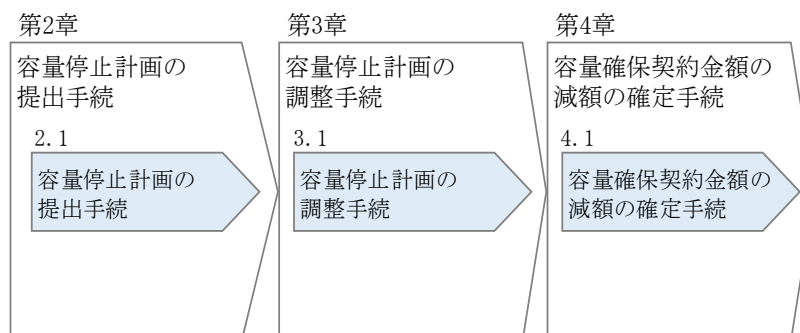 第2章
容量停止計画の
提出手続
2.1
容量停止計画の
提出手続
第3章
容量停止計画の
調整手続
3.1
容量停止計画の
調整手続
第4章
容量確保契約金額の
減額の確定手続
4.1
容量確保契約金額の
減額の確定手続